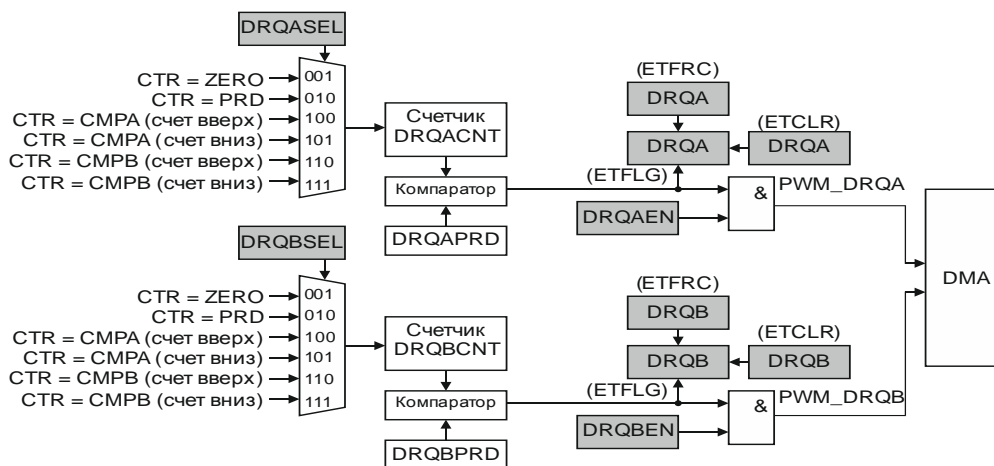 DRQASEL
CTR = ZERO
CTR = PRD
CTR = CMPA (счет вверх)
CTR = CMPA (счет вниз)
CTR = CMPB (счет вверх)
CTR = CMPB (счет вниз)
001
010
100
101
110
111
Счетчик
DRQACNT
Компаратор
DRQAPRD
(ETFRC)
DRQA
DRQA
(ETCLR)
DRQA
(ETFLG)
DRQAEN
&
PWM_DRQA
DMA
DRQBSEL
CTR = ZERO
CTR = PRD
CTR = CMPA (счет вверх)
CTR = CMPA (счет вниз)
CTR = CMPB (счет вверх)
CTR = CMPB (счет вниз)
001
010
100
101
110
111
Счетчик
DRQBCNT
Компаратор
DRQBPRD
(ETFRC)
DRQB
DRQB
(ETCLR)
DRQB
(ETFLG)
DRQBEN
&
PWM_DRQB